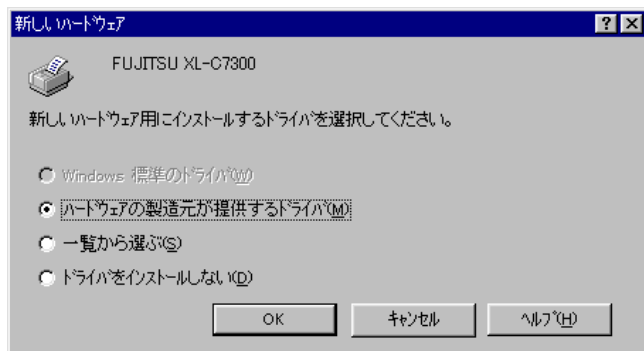 新しいﾊｰﾄﾞｳｪｱ
FUJITSU XL-C7300
新しいﾊｰﾄﾞｳｪｱ用にｲﾝｽﾄｰﾙするﾄﾞﾗｲﾊﾞを選択してください。
Windows 標準のﾄﾞﾗｲﾊﾞ(W)
ﾊｰﾄﾞｳｪｱの製造元が提供するﾄﾞﾗｲﾊﾞ(M)
一覧から選ぶ(S)
ﾄﾞﾗｲﾊﾞをｲﾝｽﾄｰﾙしない(D)
OK ｷｬﾝｾﾙ ﾍﾙﾌﾟ(H)